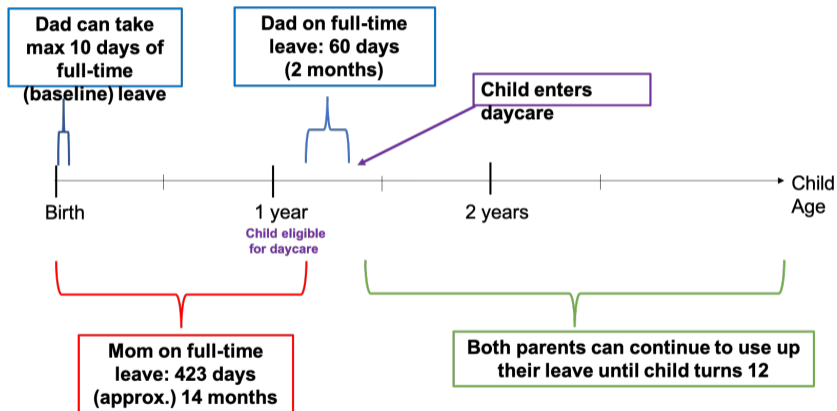 Dad can take
max 10 days of
full-time
(baseline) leave
Dad on full-time
leave: 60 days
(2 months)
Child enters
daycare
Birth
1 year
2 years
Child
Age
Child eligible
for daycare
Mom on full-time
leave: 423 days
(approx.) 14 months
Both parents can continue to use up
their leave until child turns 12